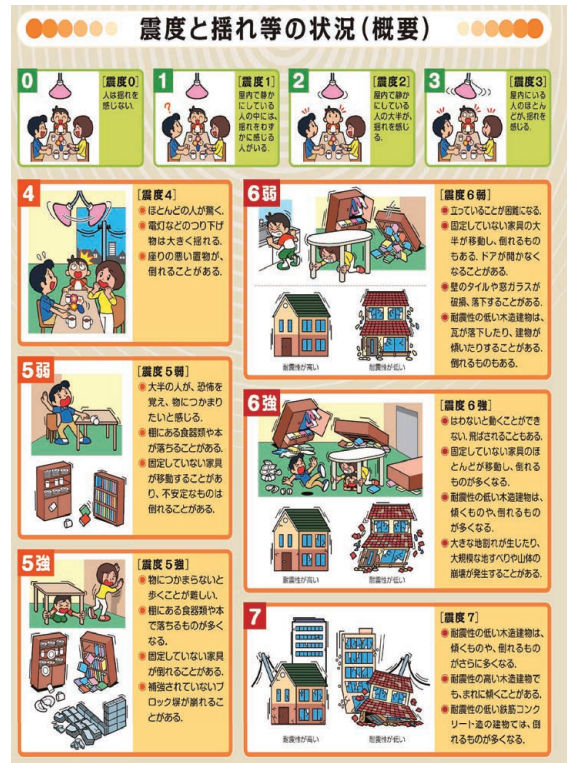 震度と揺れ等の状況(概要)
0
[震度0]
人は揺れを
感じない.
1
[震度1]
屋内で静か
にしている
人の中には、
揺れをわず
かに感じる
人がいる.
2
[震度2]
屋内で静か
にしている
人の大半が、
揺れを感じ
る.
3
[震度3]
屋内にいる
人のほとん
どが、揺れを
感じる.
4
[震度4]
●ほとんどの人が驚く.
●電灯などのつり下げ
物は大きく揺れる.
●座りの悪い置物が、
倒れることがある.
5弱
[震度5弱]
●大半の人が、恐怖を
覚え、物につかまり
たいと感じる.
●棚にある食器類や本
が落ちることがある.
●固定していない家具
が移動することがあ
り、不安定なものは
倒れることがある.
5強
[震度5強]
●物につかまらないと
歩くことが難しい.
●棚にある食器類や本
で落ちるものが多く
なる.
●固定していない家具
が倒れることがある.
●補強されていないブ
ロック塀が崩れるこ
とがある.
6弱
[震度6弱]
●立っていることが困難になる.
●固定していない家具の大
半が移動し、倒れるもの
もある.ドアが開かなく
なることがある.
●壁のタイルや窓ガラスが
破損、落下することがある.
●耐震性の低い木造建物は、
瓦が落下したり、建物が
傾いたりすることがある.
倒れるものもある.
耐震性が高い
耐震性が低い
6強
[震度6強]
●はわないと動くことができ
ない.飛ばされることもある.
●固定していない家具のほ
とんどが移動し、倒れる
ものが多くなる.
●耐震性の低い木造建物は、
傾くものや、倒れるもの
が多くなる.
●大きな地割れが生じたり、
大規模な地すべりや山体の
崩壊が発生することがある.
耐震性が高い
耐震性が低い
7
[震度7]
●耐震性の低い木造建物は、
傾くものや、倒れるもの
がさらに多くなる.
●耐震性の高い木造建物で
も、まれに傾くことがある.
●耐震性の低い鉄筋コンク
リート造の建物では、倒
れるものが多くなる.
耐震性が高い
耐震性が低い